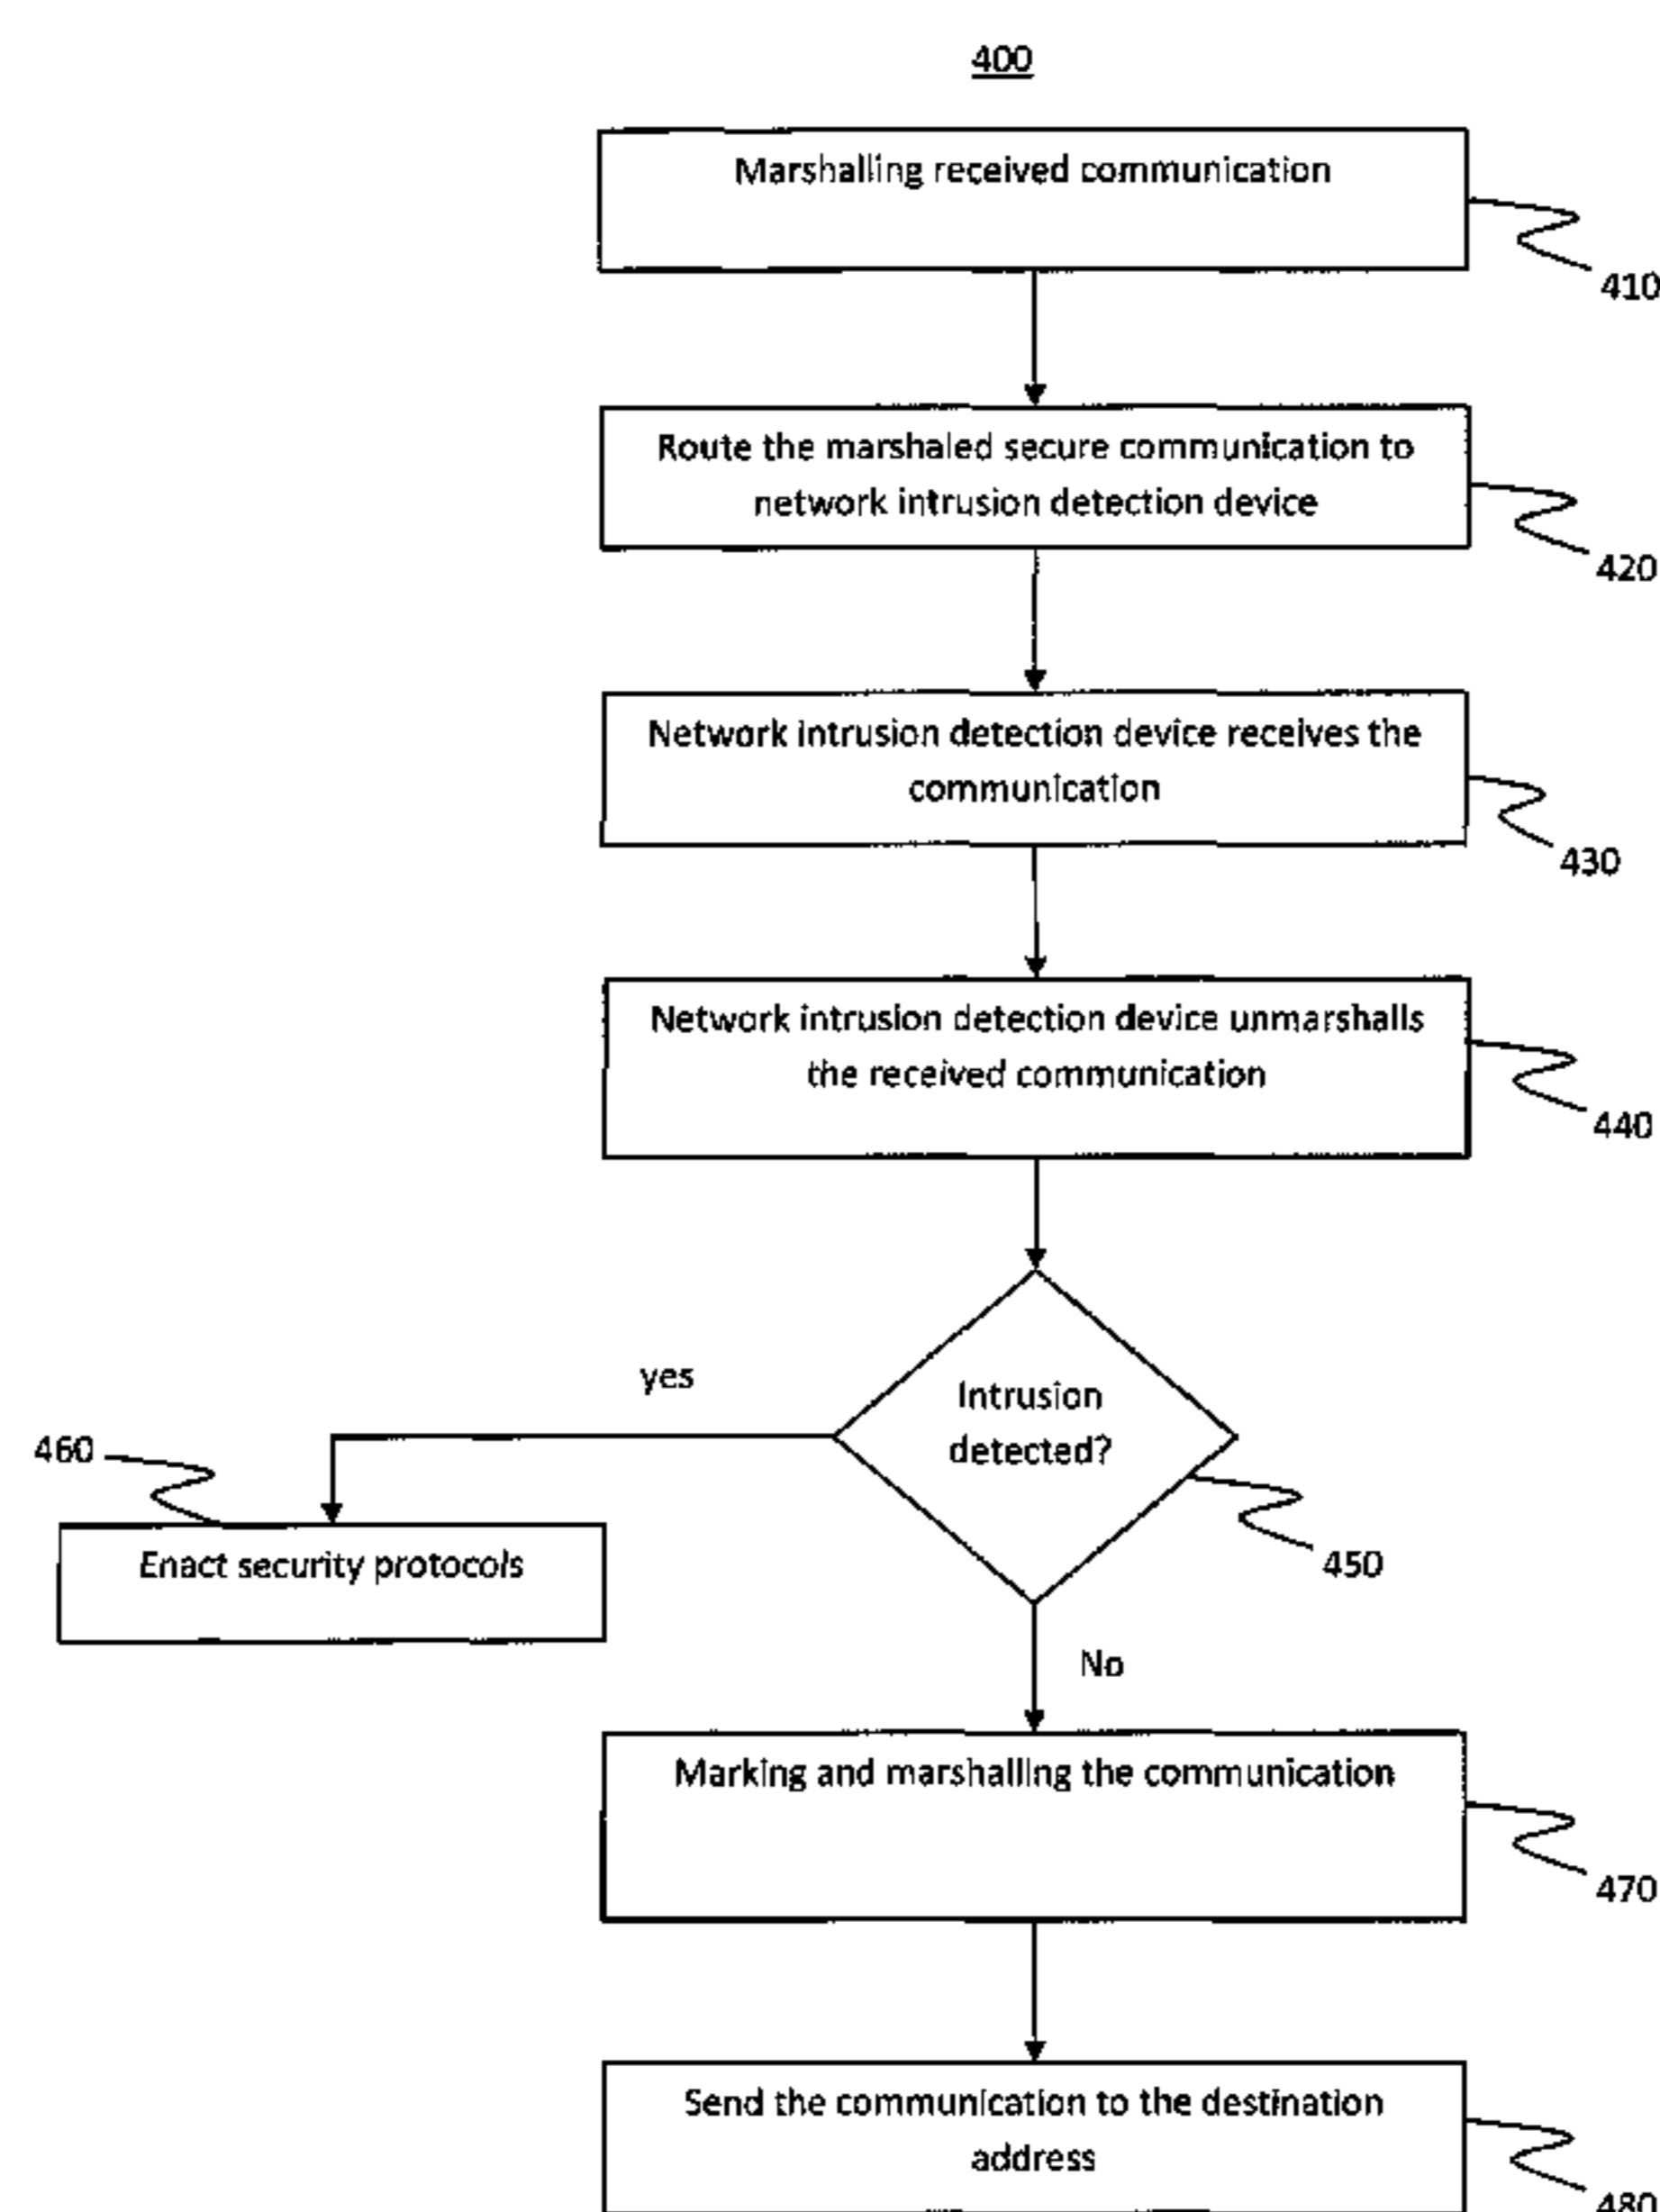 400
Marshalling received communication
410
Route the marshaled secure communication to
network intrusion detection device
420
Network intrusion detection device receives the
communication
430
Network intrusion detection device unmarshalls
the received communication
440
Intrusion
detected?
yes
450
460
Enact security protocols
No
Marking and marshalling the communication
470
Send the communication to the destination
address
480